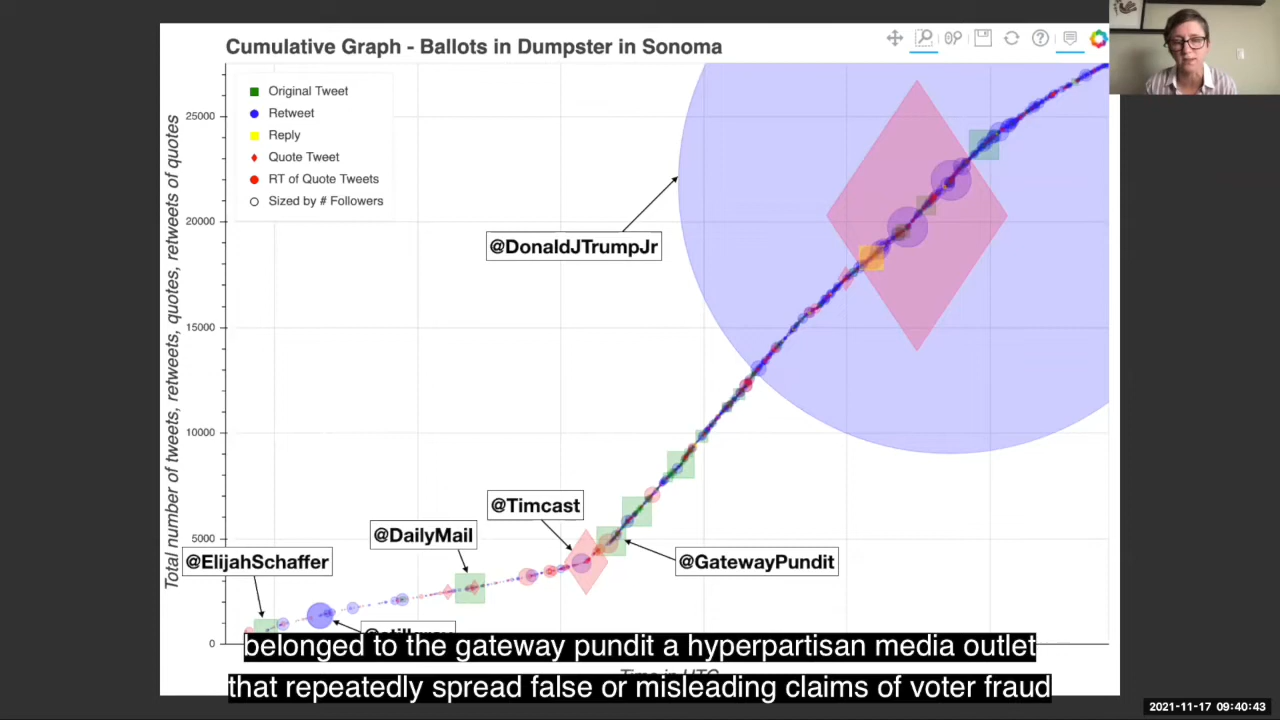 Cumulative Graph - Ballots in Dumpster in Sonoma
Total number of tweets, retweets, quotes, retweets of quotes
Original Tweet
Retweet
Reply
Quote Tweet
RT of Quote Tweets
Sized by # Followers
25000
20000
15000
10000
5000
0
@DonaldJTrumpJr
@Timcast
@DailyMail
@ElijahSchaffer
@GatewayPundit
Time in UTC
belonged to the gateway pundit a hyperpartisan media outlet
that repeatedly spread false or misleading claims of voter fraud
2021-11-17 09:40:43